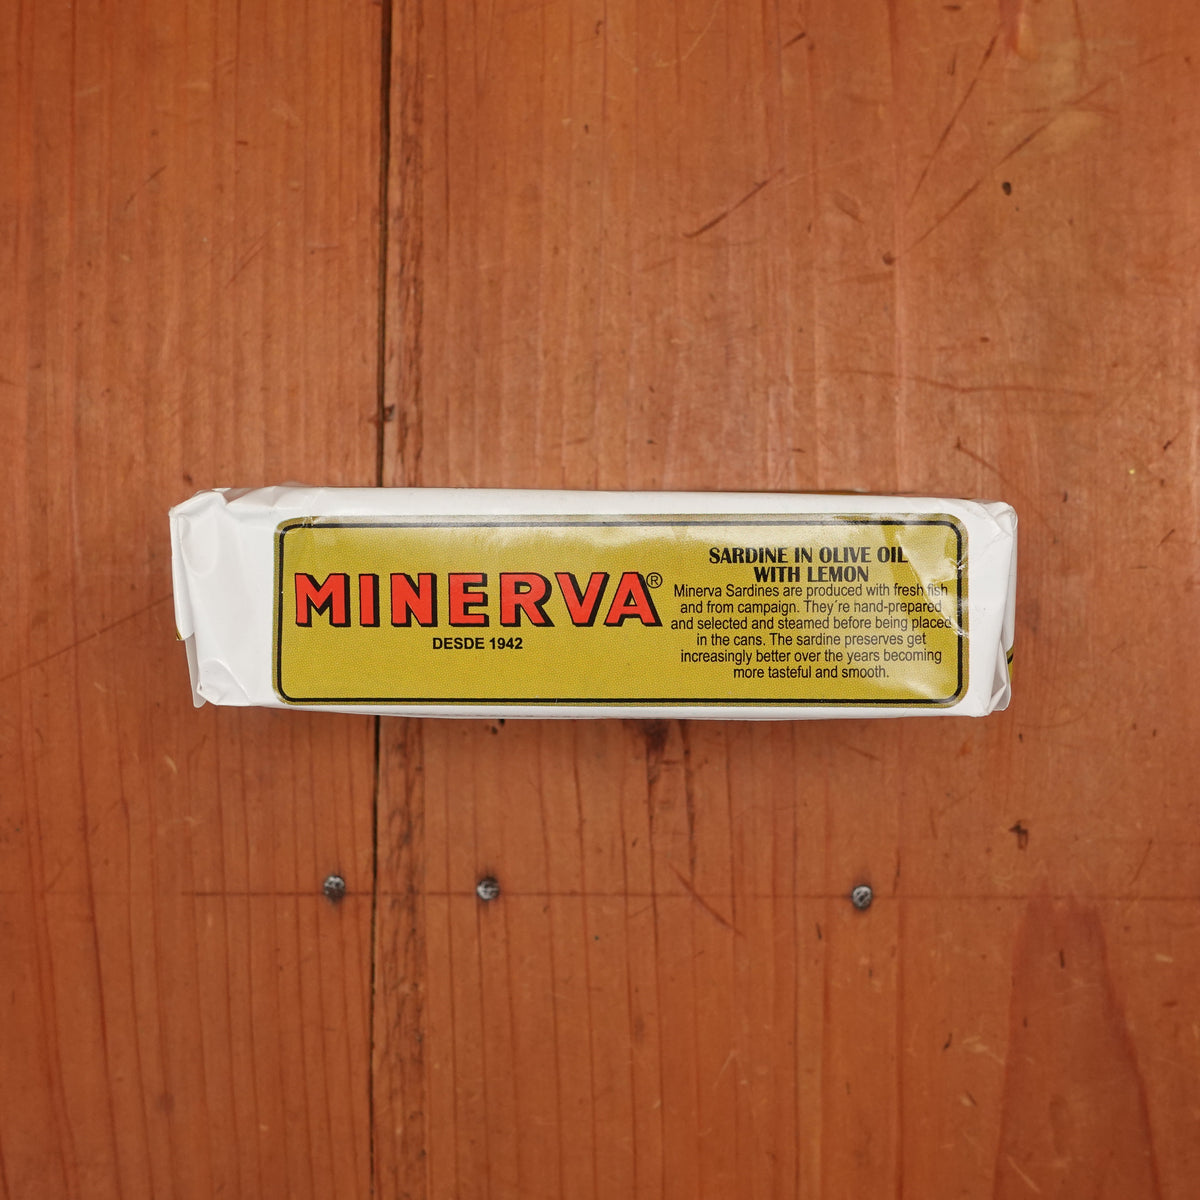 MINERVA®
DESDE 1942
SARDINE IN OLIVE OIL
WITH LEMON
Minerva Sardines are produced with fresh fish
and from campaign. They´re hand-prepared
and selected and steamed before being placed
in the cans. The sardine preserves get
increasingly better over the years becoming
more tasteful and smooth.